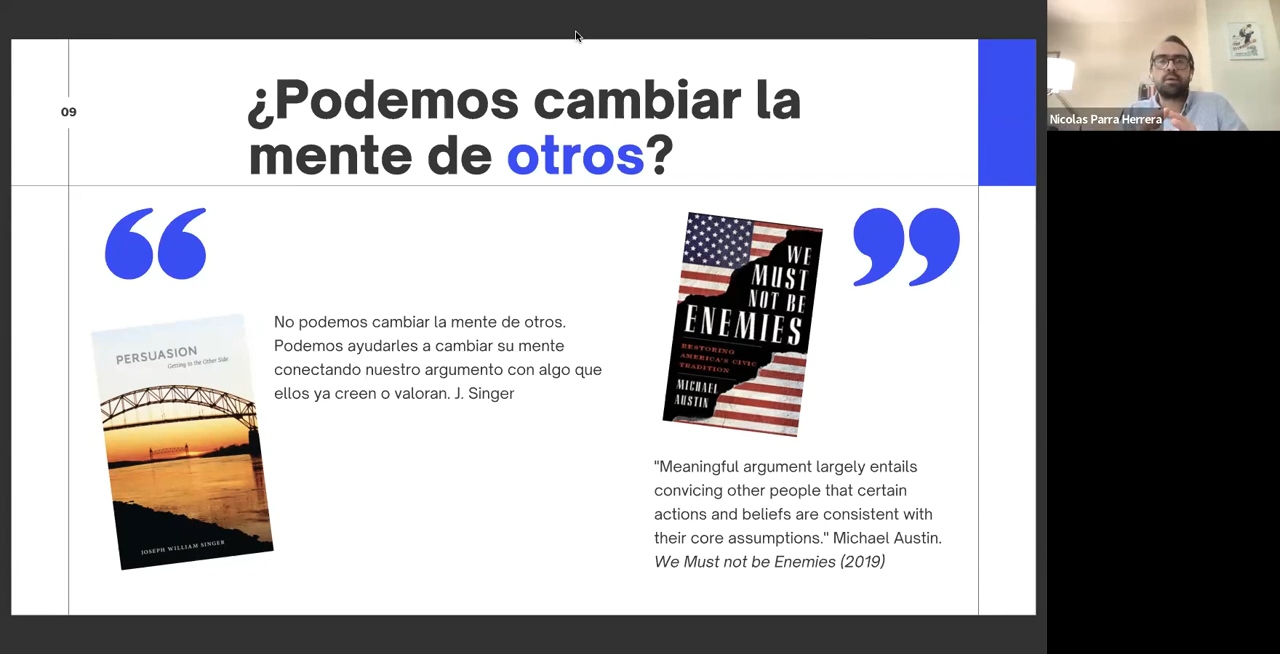 09
¿Podemos cambiar la
mente de otros?
“
”
PERSUASION
Getting to the Other Side
JOSEPH WILLIAM SINGER
No podemos cambiar la mente de otros.
Podemos ayudarles a cambiar su mente
conectando nuestro argumento con algo que
ellos ya creen o valoran. J. Singer
WE
MUST
NOT BE
ENEMIES
RESTORING
AMERICA'S CIVIC
TRADITION
MICHAEL
AUSTIN
"Meaningful argument largely entails
convicing other people that certain
actions and beliefs are consistent with
their core assumptions." Michael Austin.
We Must not be Enemies (2019)
Nicolas Parra Herrera